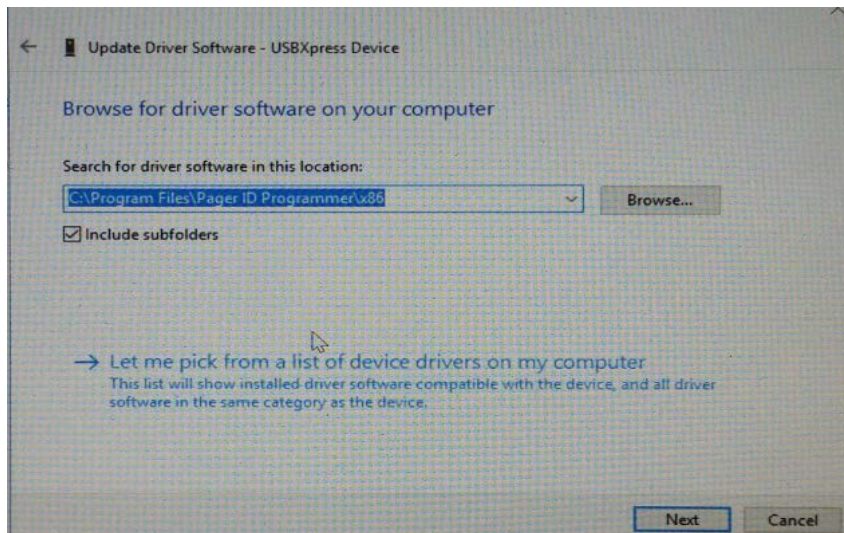 Update Driver Software - USBXpress Device
Browse for driver software on your computer
Search for driver software in this location:
C:\Program Files\Pager ID Programmer\x86
Browse...
Include subfolders
Let me pick from a list of device drivers on my computer
This list will show installed driver software compatible with the device, and all driver
software in the same category as the device.
Next
Cancel